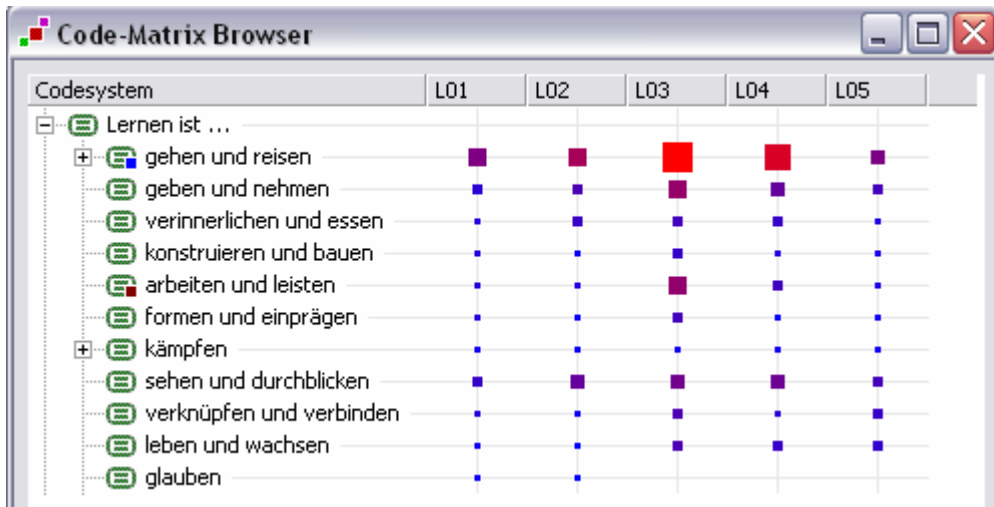 Code-Matrix Browser
Codesystem L01 L02 L03 L04 L05
Lernen ist ...
gehen und reisen
geben und nehmen
verinnerlichen und essen
konstruieren und bauen
arbeiten und leisten
formen und einprägen
kämpfen
sehen und durchblicken
verknüpfen und verbinden
leben und wachsen
glauben